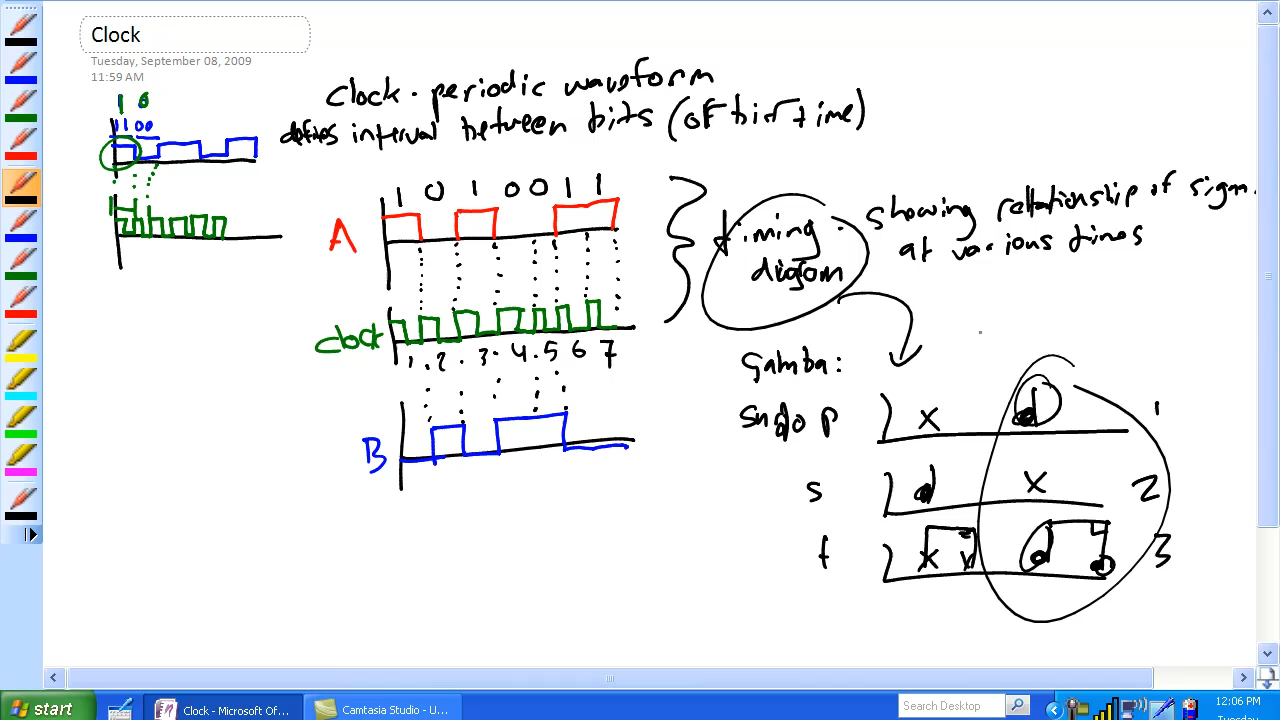 Clock
Tuesday, September 08, 2009
11:59 AM
1 0
1 1 0 0
Clock - periodic waveform
defines interval between bits (of bit time)
1 0 1 0 0 1 1
A
timing diagram
- showing relationship of sign
at various times
clock
1 2 3 4 5 6 7
B
gamba:
x d 1
s d x 2
t x x d d 3
start
Clock - Microsoft Of...
Camtasia Studio - U...
Search Desktop
12:06 PM
Tuesday